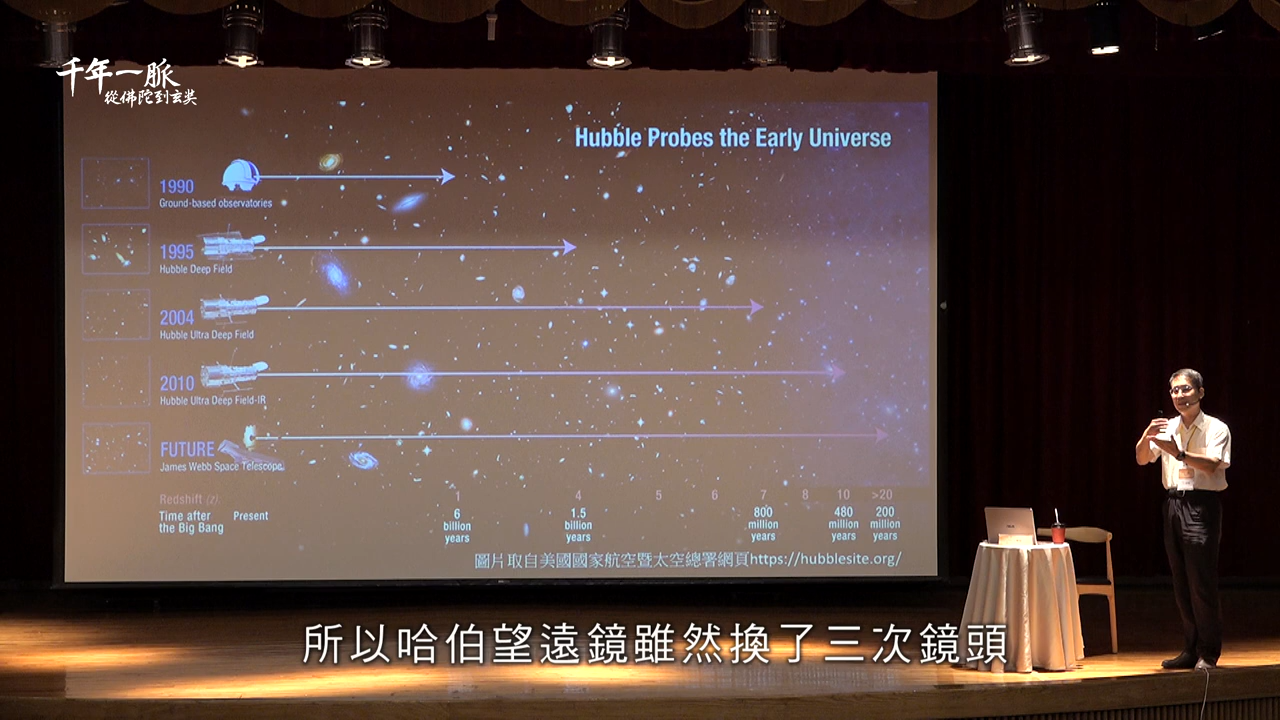 千年一脈
從佛陀到玄奘
Hubble Probes the Early Universe
1990
Ground-based observatories
1995
Hubble Deep Field
2004
Hubble Ultra Deep Field
2010
Hubble Ultra Deep Field-IR
FUTURE
James Webb Space Telescope
Redshift (z): 1 4 5 6 7 8 10 >20
Time after the Big Bang
Present
6 billion years
1.5 billion years
800 million years
480 million years
200 million years
圖片取自美國國家航空暨太空總署網頁https://hubblesite.org/
所以哈伯望遠鏡雖然換了三次鏡頭